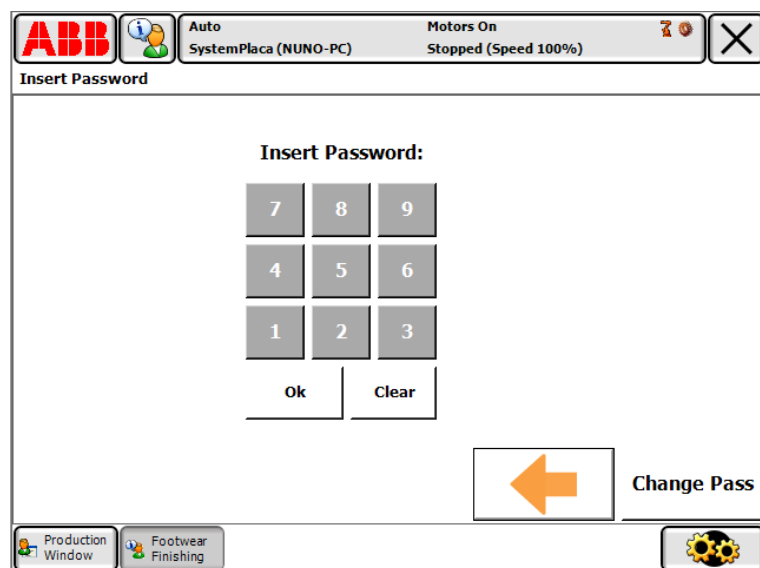 ABB
Auto
SystemPlaca (NUNO-PC)
Motors On
Stopped (Speed 100%)
Insert Password
Insert Password:
7 8 9
4 5 6
1 2 3
Ok Clear
Change Pass
Production
Window
Footwear
Finishing